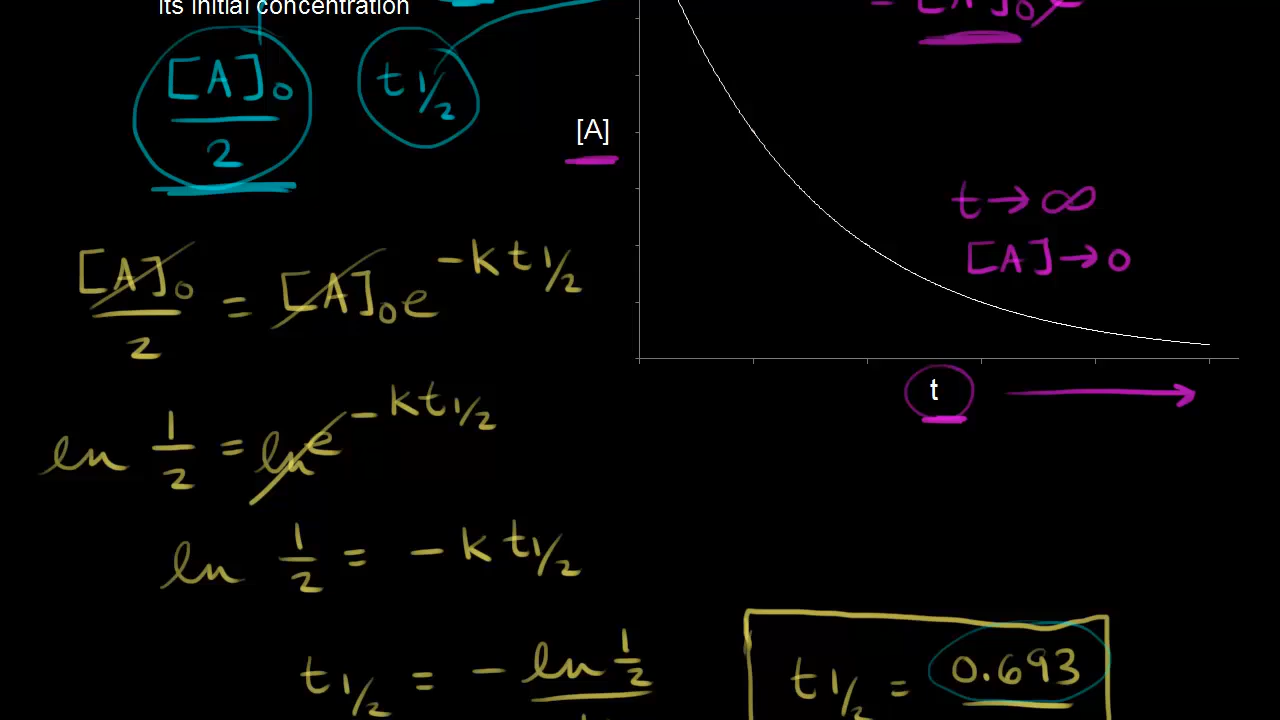 its initial concentration
[A]₀/2 t1/2
[A]₀/2 = [A]₀e^-kt1/2
ln 1/2 = ln e^-kt1/2
ln 1/2 = -kt1/2
t1/2 = -ln 1/2
t1/2 = 0.693
= [A]₀
[A]
t→∞
[A]→0
t